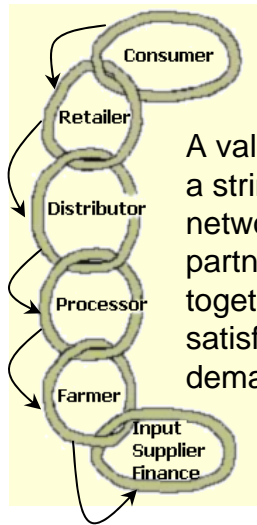 Consumer
Retailer
Distributor
Processor
Farmer
Input
Supplier
Finance
A val
a strin
netwo
partn
toget
satisf
dema